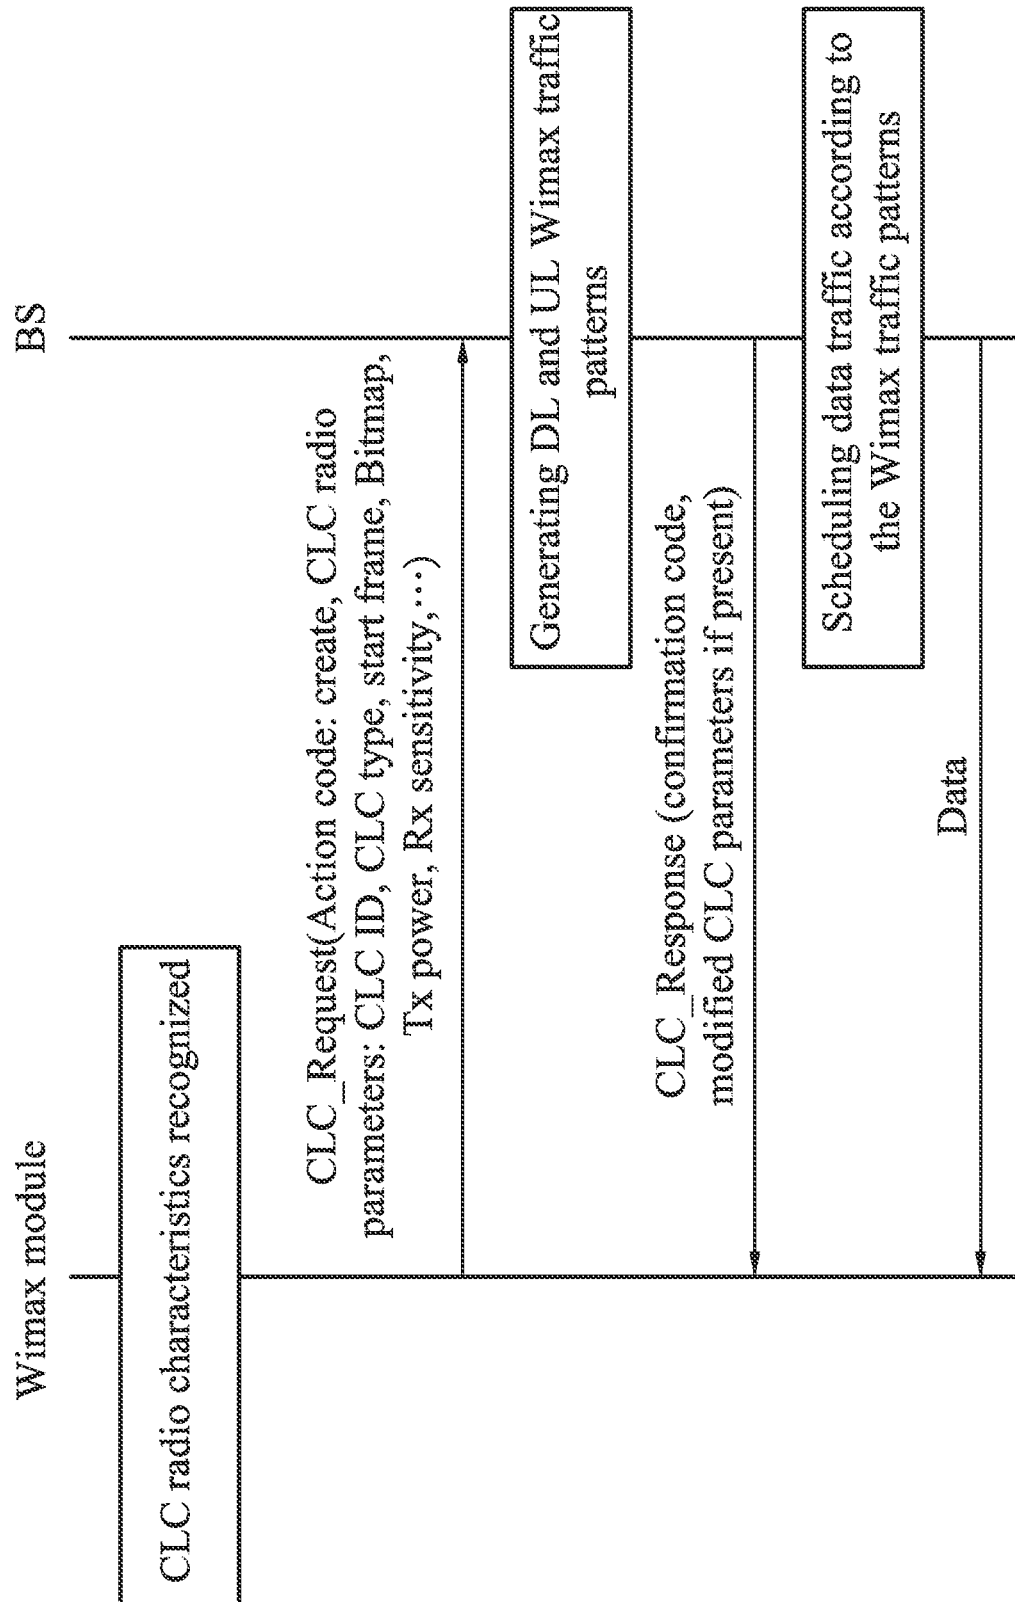 Wimax module
BS
CLC radio characteristics recognized
CLC_Request(Action code: create, CLC radio
parameters: CLC ID, CLC type, start frame, Bitmap,
Tx power, Rx sensitivity,···)
Generating DL and UL Wimax traffic
patterns
CLC_Response (confirmation code,
modified CLC parameters if present)
Scheduling data traffic according to
the Wimax traffic patterns
Data